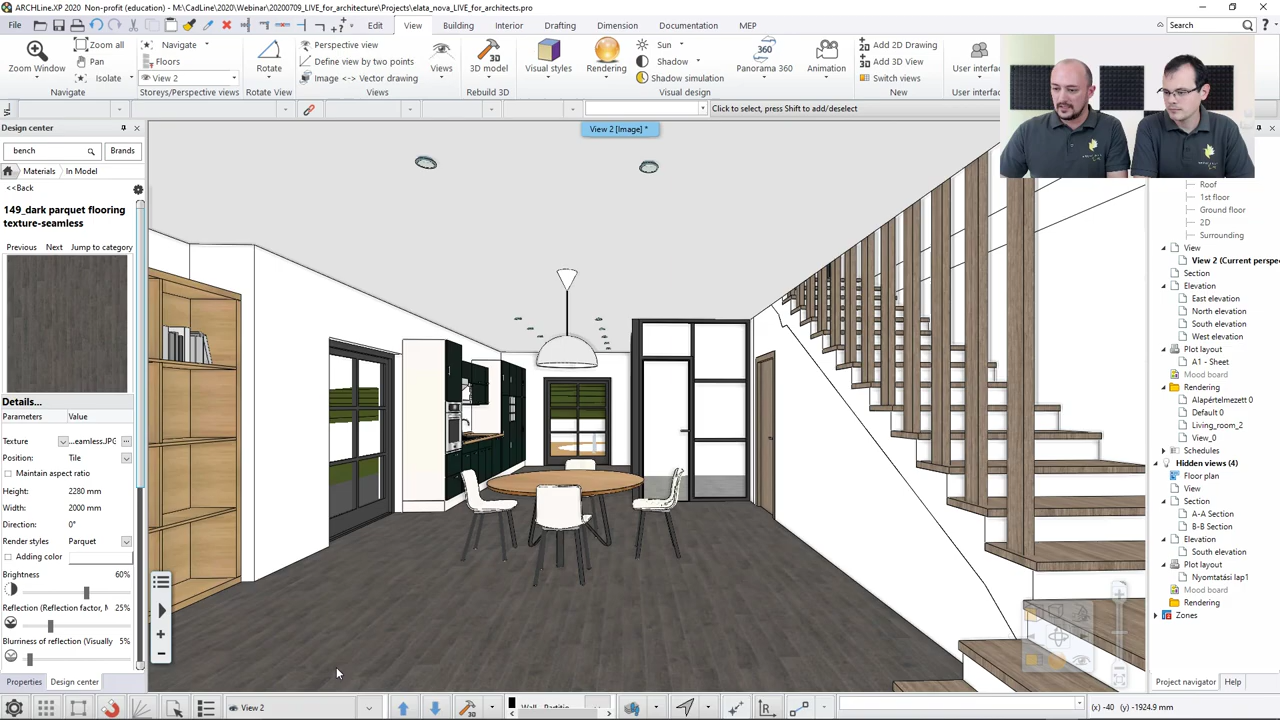 ARCHLine.XP 2020 Non-profit (education) - M:\CadLine\2020\Webinar\20200709_LIVE_for_architecture\Projects\elata_nova_LIVE_for_architects.pro
File Edit View Building Interior Drafting Dimension Documentation MEP Search
Zoom Window
Zoom all
Pan
Isolate
Navigate
Navigate
Floors
View 2
Storeys/Perspective views
Rotate
Rotate View
Perspective view
Define view by two points
Image <-> Vector drawing
Views
Views
3D model
Rebuild 3D
Visual styles
Rendering
Sun
Shadow
Shadow simulation
Visual design
Panorama 360
Animation
Add 2D Drawing
Add 3D View
Switch views
New
User interfa
User interfa
Click to select, press Shift to add/deselect
Design center
View 2 [Image] *
bench
Brands
Materials
In Model
<<Back
149_dark parquet flooring
texture-seamless
Previous Next Jump to category
Details...
Parameters Value
Texture ...eamless.JPG
Position: Tile
Maintain aspect ratio
Height: 2280 mm
Width: 2000 mm
Direction: 0°
Render styles Parquet
Adding color
Brightness 60%
Reflection (Reflection factor, M 25%
Blurriness of reflection (Visually 5%
Properties Design center
Roof
1st floor
Ground floor
2D
Surrounding
View
View 2 (Current perspe
Section
Elevation
East elevation
North elevation
South elevation
West elevation
Plot layout
A1 - Sheet
Mood board
Rendering
Alapértelmezett 0
Default 0
Living_room_2
View_0
Schedules
Hidden views (4)
Floor plan
View
Section
A-A Section
B-B Section
Elevation
South elevation
Plot layout
Nyomtatási lap1
Mood board
Rendering
Zones
Project navigator Help
View 2
Wall - Partitio
(x) -40 (y) -1924.9 mm